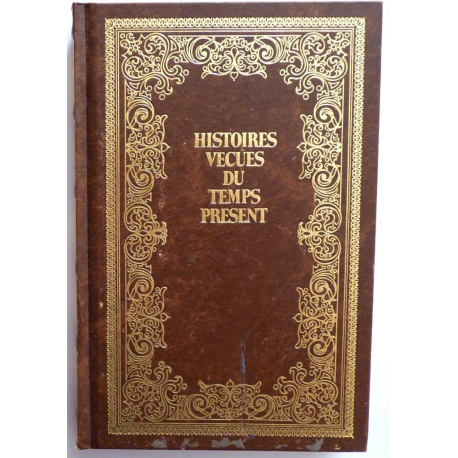 HISTOIRES
VECUES
DU
TEMPS
PRESENT